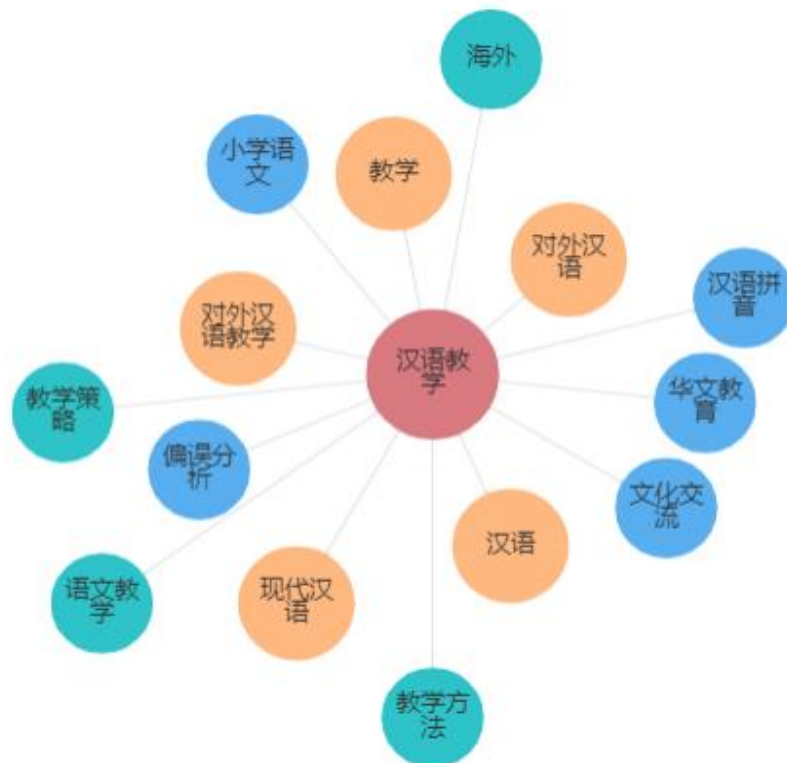 海外
小学语
文
教学
对外汉
语
汉语拼
音
对外汉
语教学
汉语教
学
教学策
略
华文教
育
偏误分
析
文化交
流
汉语
语文教
学
现代汉
语
教学方
法